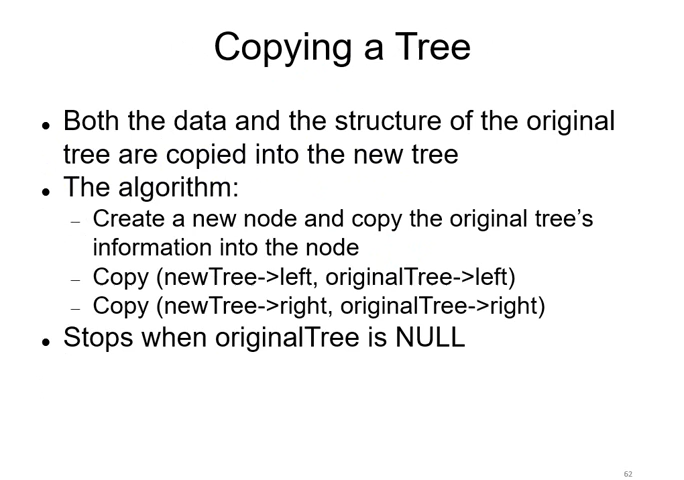 Copying a Tree
● Both the data and the structure of the original
tree are copied into the new tree
● The algorithm:
– Create a new node and copy the original tree’s
information into the node
– Copy (newTree->left, originalTree->left)
– Copy (newTree->right, originalTree->right)
● Stops when originalTree is NULL
62